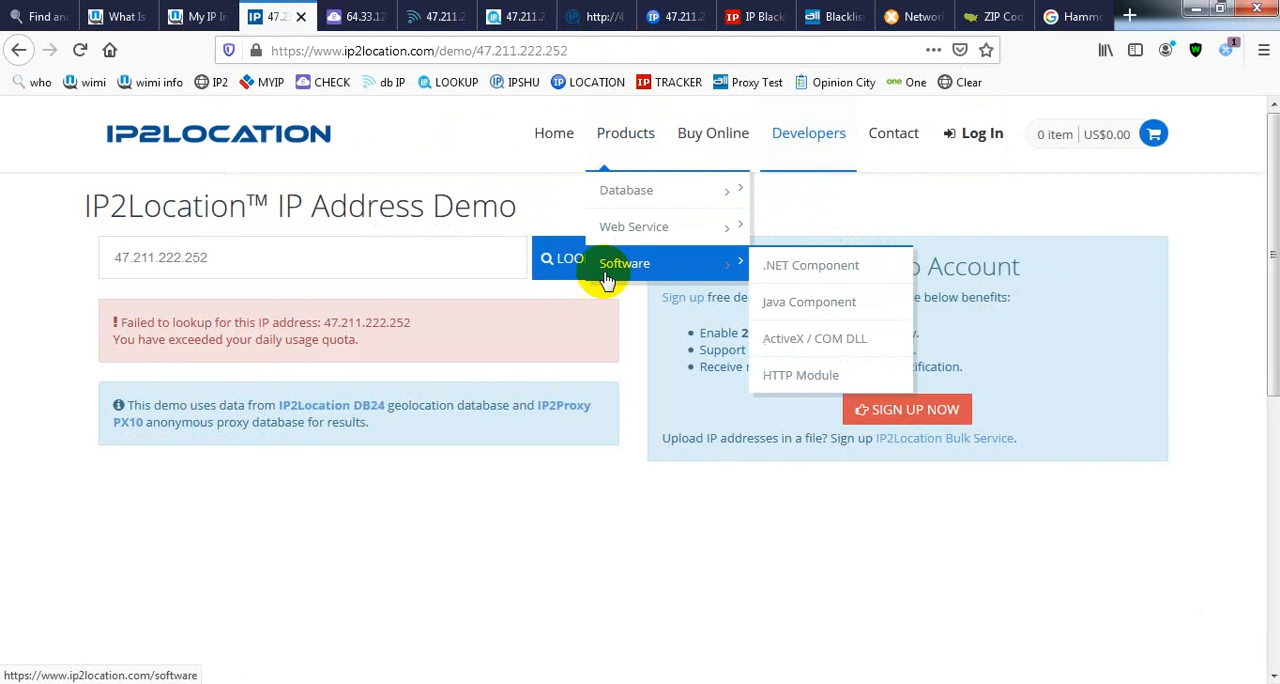 Find an
What Is
My IP In
47.2
64.33.12
47.211.2
47.211.2
http://4
47.211.2
IP Black
Blacklis
Networ
ZIP Cod
Hammo
https://www.ip2location.com/demo/47.211.222.252
who
wimi
wimi info
IP2
MYIP
CHECK
db IP
LOOKUP
IPSHU
LOCATION
TRACKER
Proxy Test
Opinion City
One
Clear
IP2LOCATION
Home
Products
Buy Online
Developers
Contact
Log In
0 item | US$0.00
Database
Web Service
Software
.NET Component
Java Component
ActiveX / COM DLL
HTTP Module
IP2Location™ IP Address Demo
47.211.222.252
LOO
Failed to lookup for this IP address: 47.211.222.252
You have exceeded your daily usage quota.
This demo uses data from IP2Location DB24 geolocation database and IP2Proxy
PX10 anonymous proxy database for results.
Account
Sign up free de
below benefits:
Enable 2
Support
Receive
SIGN UP NOW
Upload IP addresses in a file? Sign up IP2Location Bulk Service.
https://www.ip2location.com/software